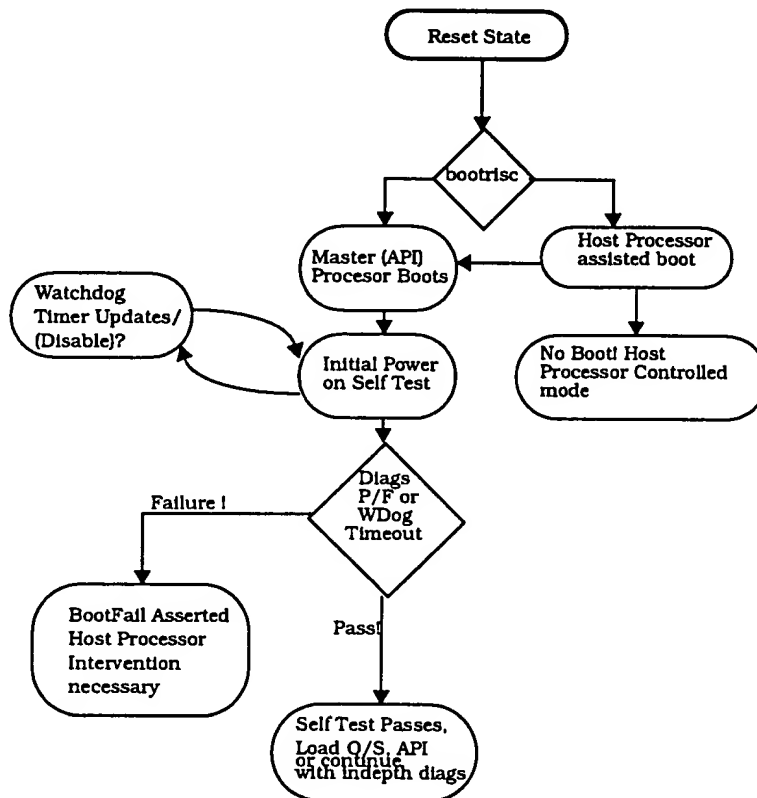 Reset State
bootrisc
Master (API)
Procesor Boots
Host Processor
assisted boot
Watchdog
Timer Updates/
(Disable)?
Initial Power
on Self Test
No Boot! Host
Processor Controlled
mode
Diags
P/F or
WDog
Timeout
Failure !
BootFail Asserted
Host Processor
Intervention
necessary
Pass!
Self Test Passes,
Load O/S, API
or continue
with indepth diags